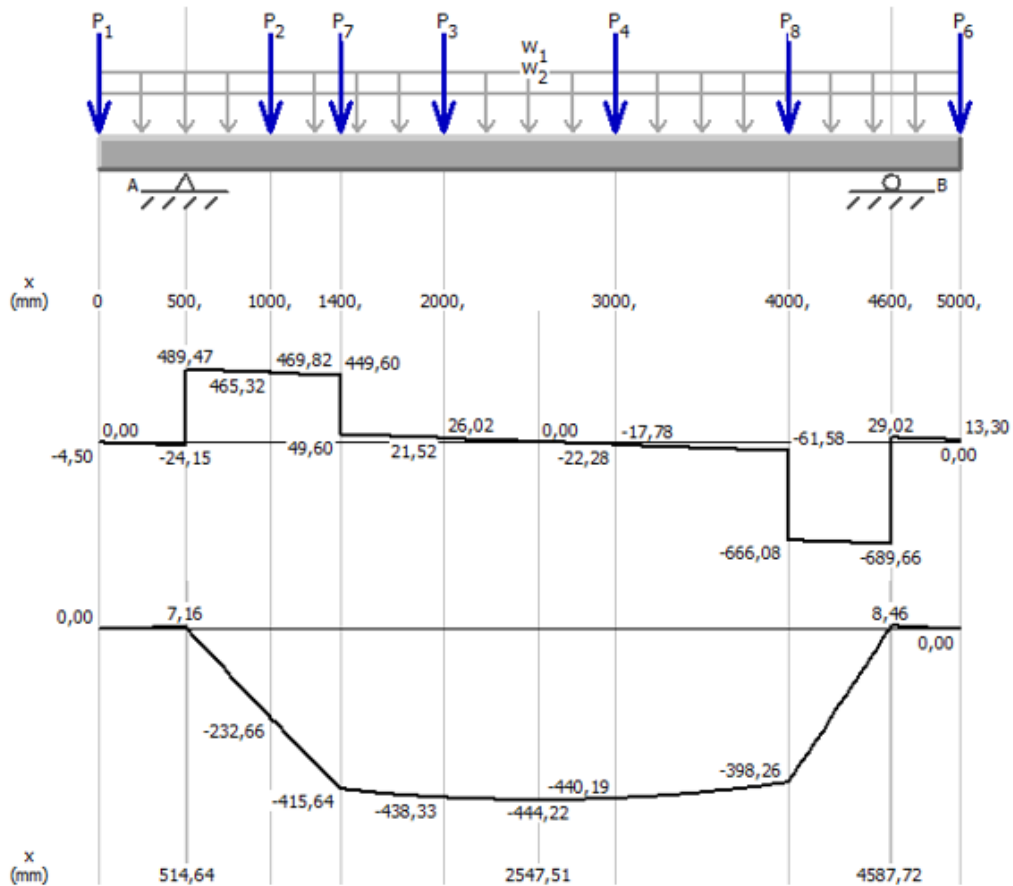 P1 P2 P7 P3 P4 P8 P6
w1
w2
A B
x
(mm) 0 500, 1000, 1400, 2000, 3000, 4000, 4600, 5000,
489,47 469,82 449,60
465,32
0,00 26,02 0,00 -17,78 -61,58 29,02 13,30
-4,50 -24,15 49,60 21,52 -22,28 0,00
-666,08 -689,66
0,00 7,16 8,46
0,00
-232,66
-415,64 -438,33 -444,22 -440,19 -398,26
x
(mm) 514,64 2547,51 4587,72